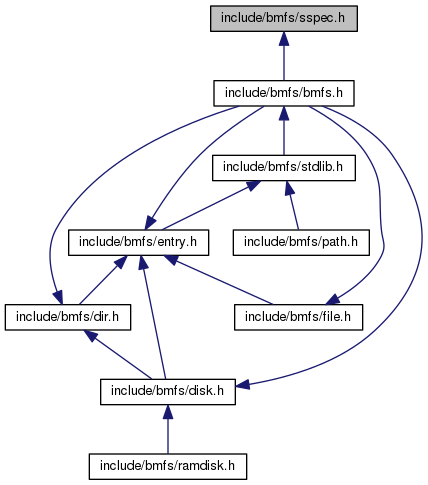 include/bmfs/sspec.h
include/bmfs/bmfs.h
include/bmfs/stdlib.h
include/bmfs/entry.h
include/bmfs/path.h
include/bmfs/dir.h
include/bmfs/file.h
include/bmfs/disk.h
include/bmfs/ramdisk.h